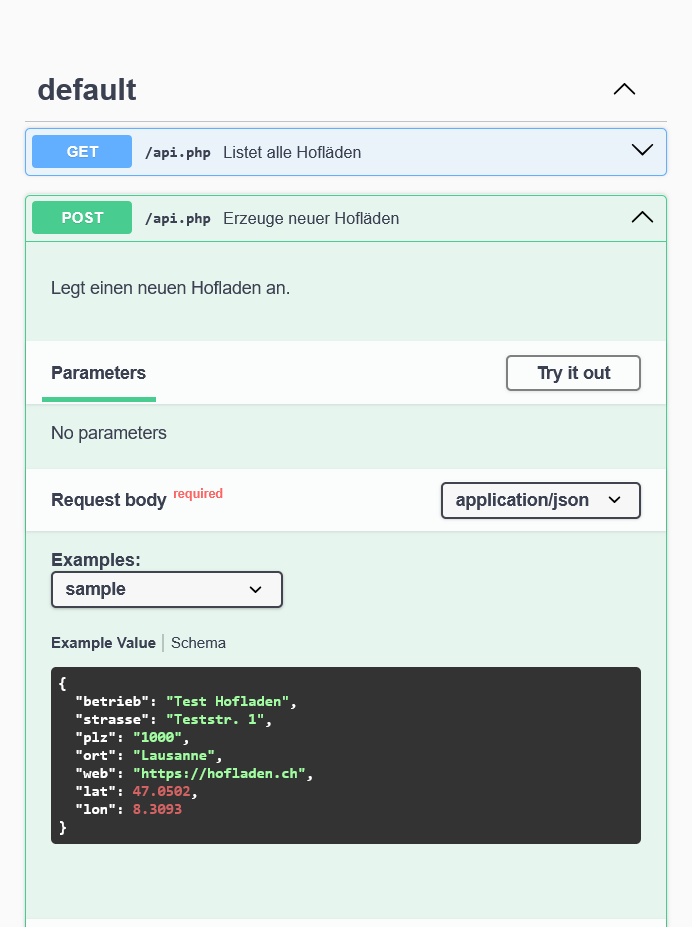 default
GET /api.php Listet alle Hofläden
POST /api.php Erzeuge neuer Hofläden
Legt einen neuen Hofladen an.
Parameters Try it out
No parameters
Request body required application/json
Examples:
sample
Example Value Schema
{
"betrieb": "Test Hofladen",
"strasse": "Teststr. 1",
"plz": "1000",
"ort": "Lausanne",
"web": "https://hofladen.ch",
"lat": 47.0502,
"lon": 8.3093
}